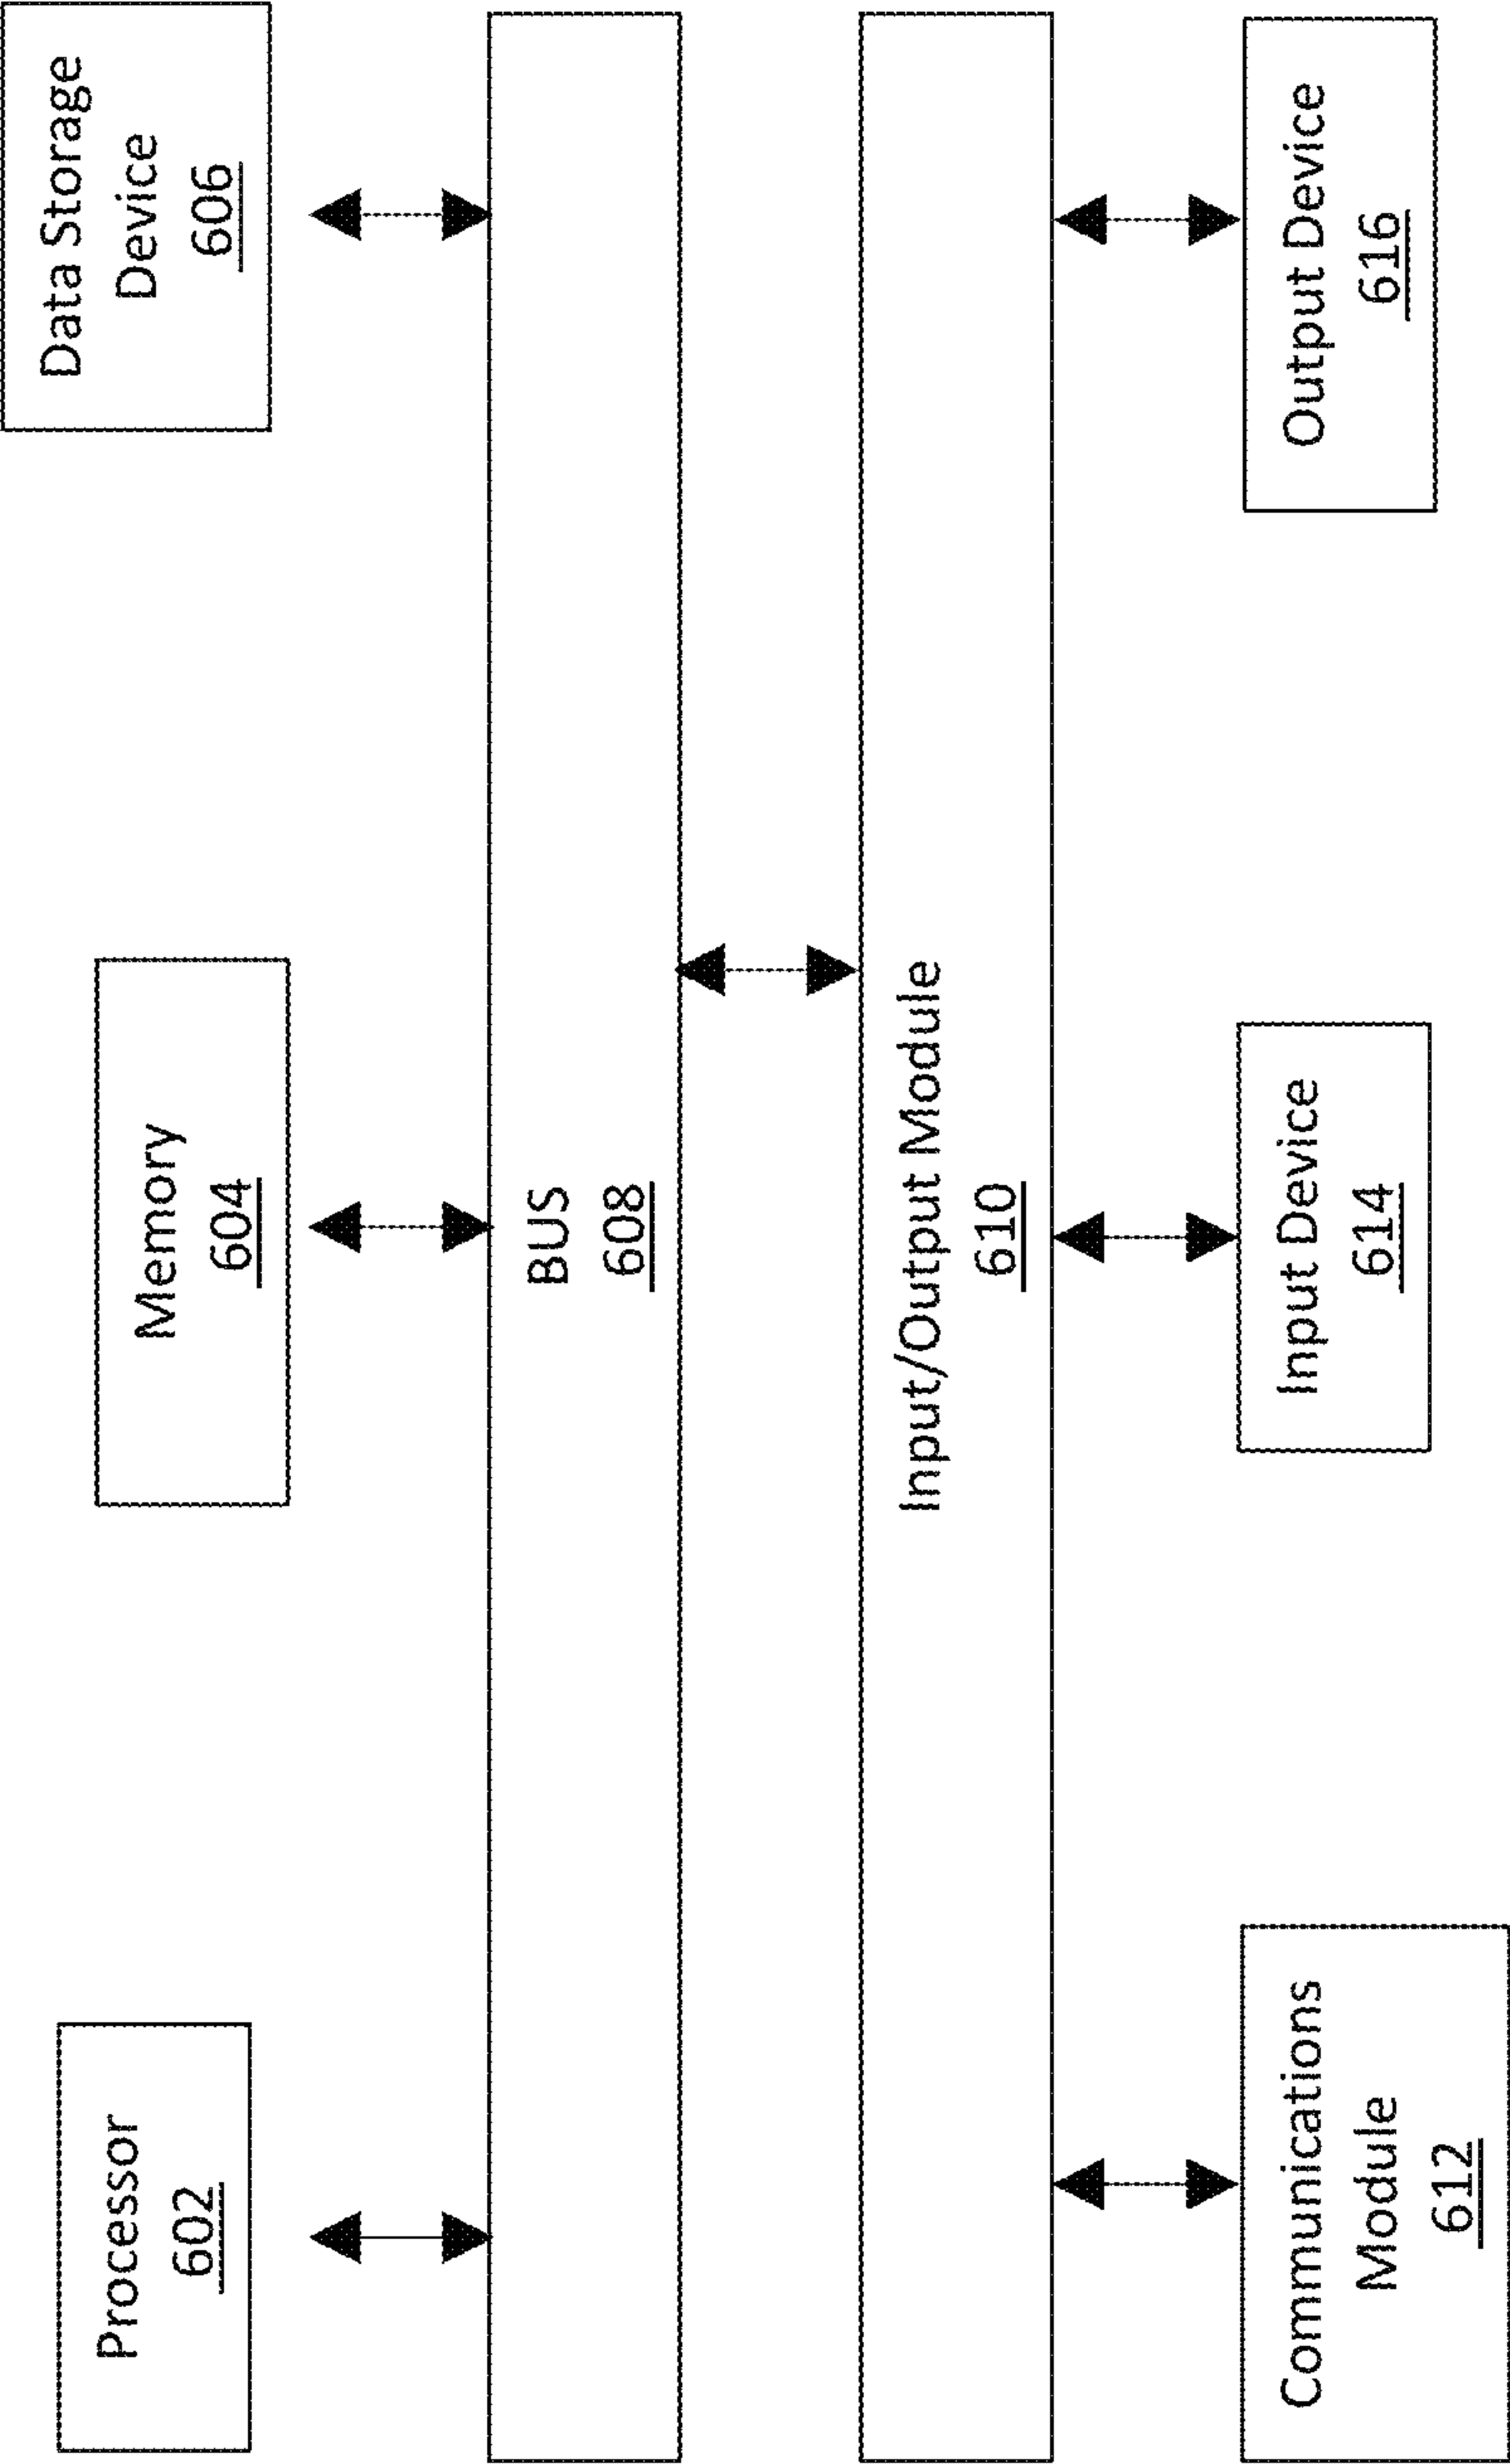 Processor
602
Memory
604
Data Storage
Device
606
BUS
608
Input/Output Module
610
Communications
Module
612
Input Device
614
Output Device
616